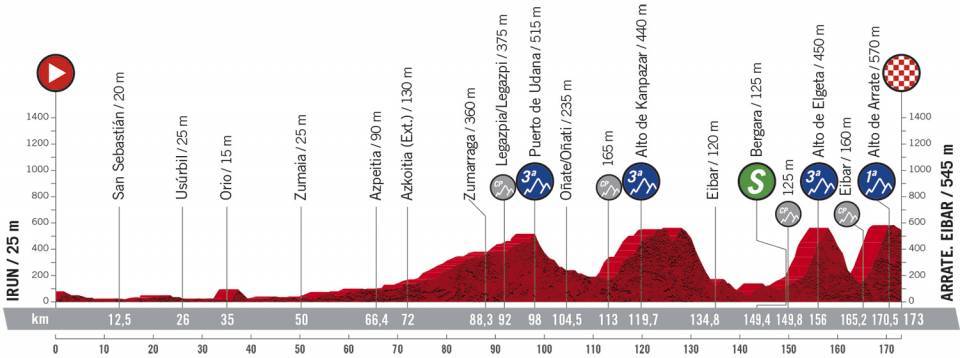 San Sebastián / 20 m
Usúrbil / 25 m
Orio / 15 m
Zumaia / 25 m
Azpeitia / 90 m
Azkoitia (Ext.) / 130 m
Zumarraga / 360 m
Legazpia/Legazpi / 375 m
Puerto de Udana / 515 m
Oñate/Oñati / 235 m
165 m
Alto de Kanpazar / 440 m
Eibar / 120 m
Bergara / 125 m
125 m
Alto de Elgeta / 450 m
Eibar / 160 m
Alto de Arrate / 570 m
CP 3ª CP 3ª S CP 3ª CP 1ª
IRUN / 25 m
1400
1200
1000
800
600
400
200
0
1400
1200
1000
800
600
400
200
0
ARRATE. EIBAR / 545 m
km 12,5 26 35 50 66,4 72 88,3 92 98 104,5 113 119,7 134,8 149,4 149,8 156 165,2 170,5 173
0 10 20 30 40 50 60 70 80 90 100 110 120 130 140 150 160 170